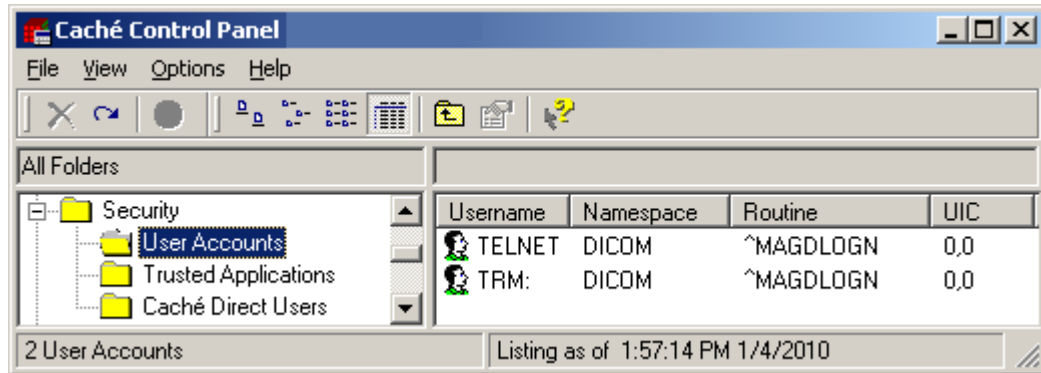 Caché Control Panel
File View Options Help
All Folders
Security
User Accounts
Trusted Applications
Caché Direct Users
Username Namespace Routine UIC
TELNET DICOM ^MAGDLOGN 0,0
TRM: DICOM ^MAGDLOGN 0,0
2 User Accounts
Listing as of 1:57:14 PM 1/4/2010